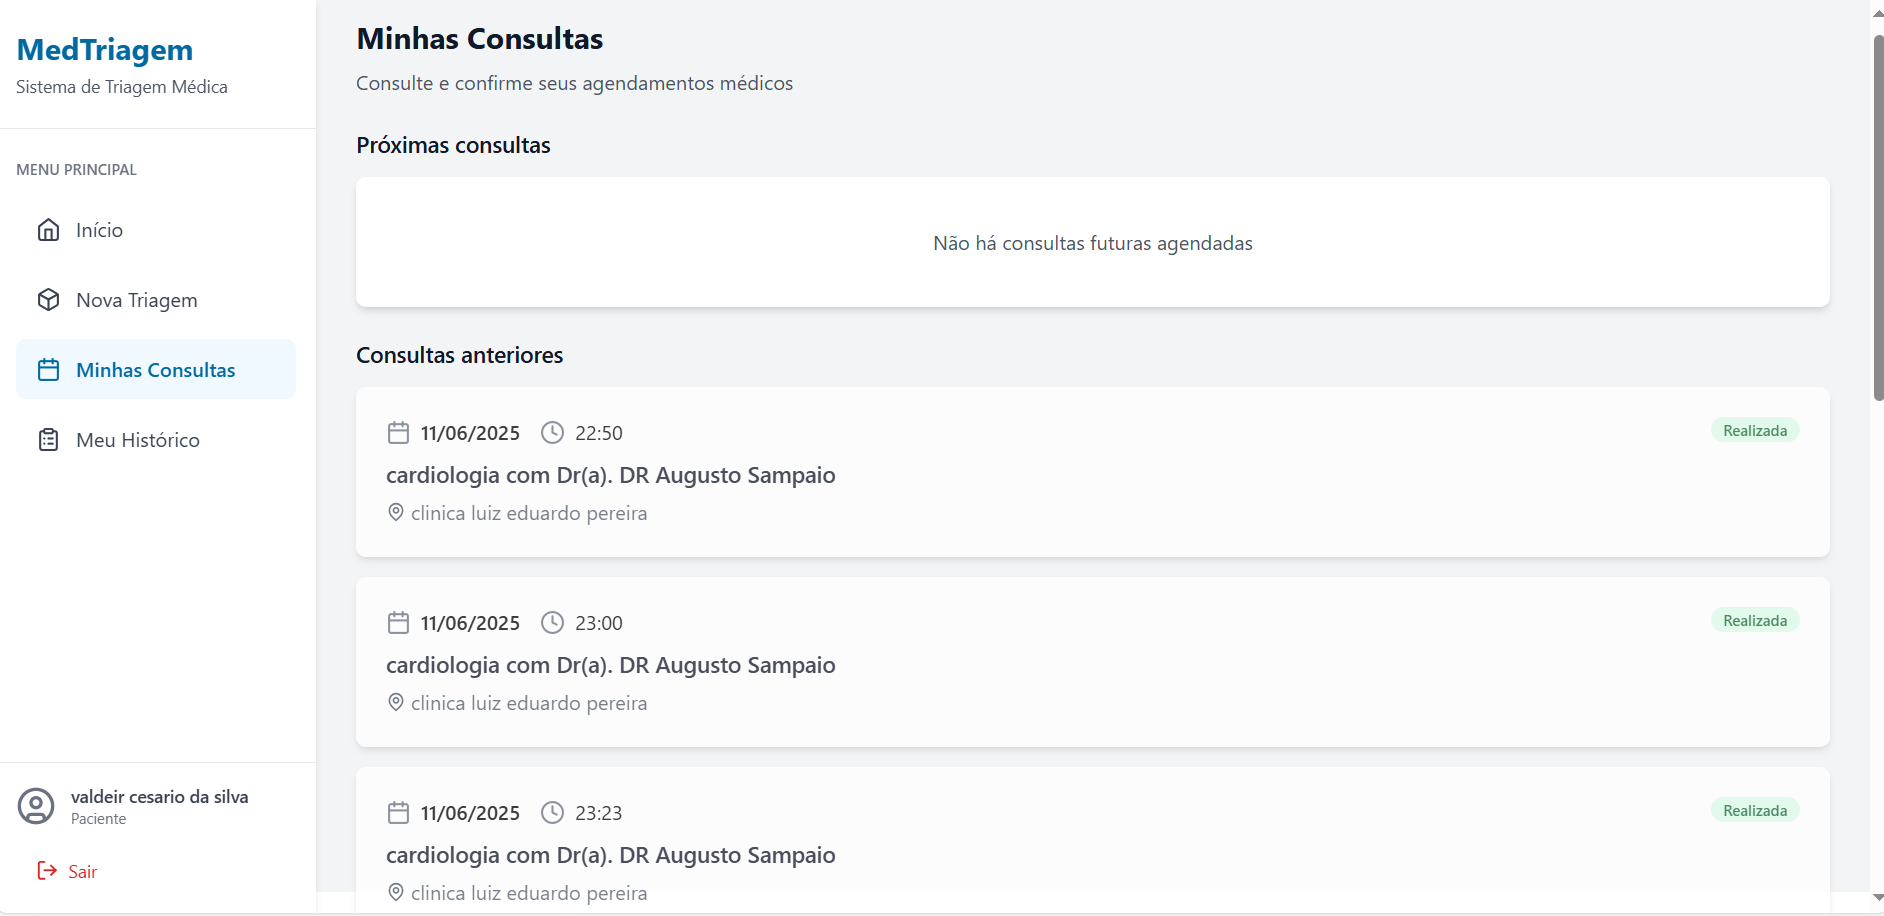 MedTriagem
Sistema de Triagem Médica
MENU PRINCIPAL
Início
Nova Triagem
Minhas Consultas
Meu Histórico
valdeir cesario da silva
Paciente
Sair
Minhas Consultas
Consulte e confirme seus agendamentos médicos
Próximas consultas
Não há consultas futuras agendadas
Consultas anteriores
11/06/2025 22:50 Realizada
cardiologia com Dr(a). DR Augusto Sampaio
clinica luiz eduardo pereira
11/06/2025 23:00 Realizada
cardiologia com Dr(a). DR Augusto Sampaio
clinica luiz eduardo pereira
11/06/2025 23:23 Realizada
cardiologia com Dr(a). DR Augusto Sampaio
clinica luiz eduardo pereira